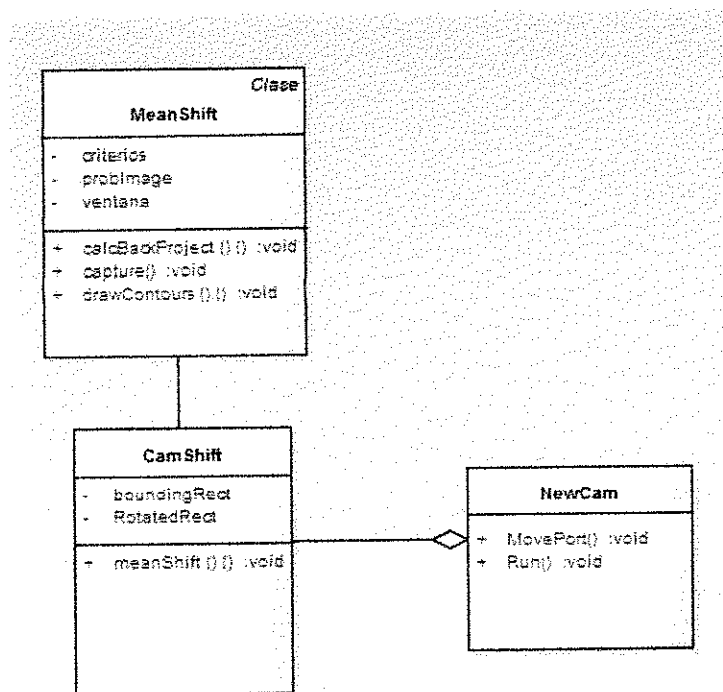 Clase
MeanShift
- criterios
- probImage
- ventana
+ calcBackProject () () :void
+ capture() :void
+ drawContours () () :void
CamShift
- boundingRect
- RotatedRect
+ meanShift () () :void
NewCam
+ MovePort() :void
+ Run() :void